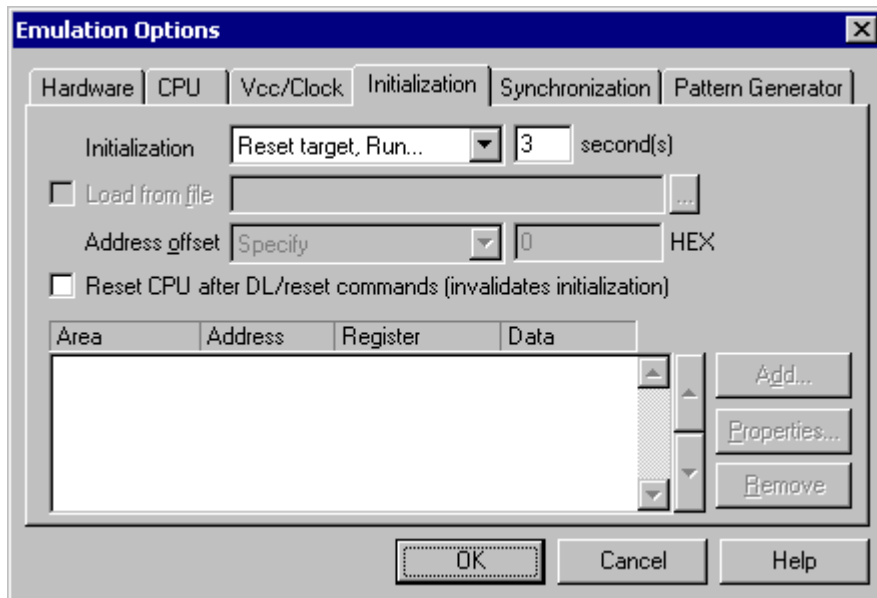 Emulation Options
Hardware CPU Vcc/Clock Initialization Synchronization Pattern Generator
Initialization Reset target, Run... 3 second(s)
Load from file ...
Address offset Specify 0 HEX
Reset CPU after DL/reset commands (invalidates initialization)
Area Address Register Data
Add...
Properties...
Remove
OK Cancel Help